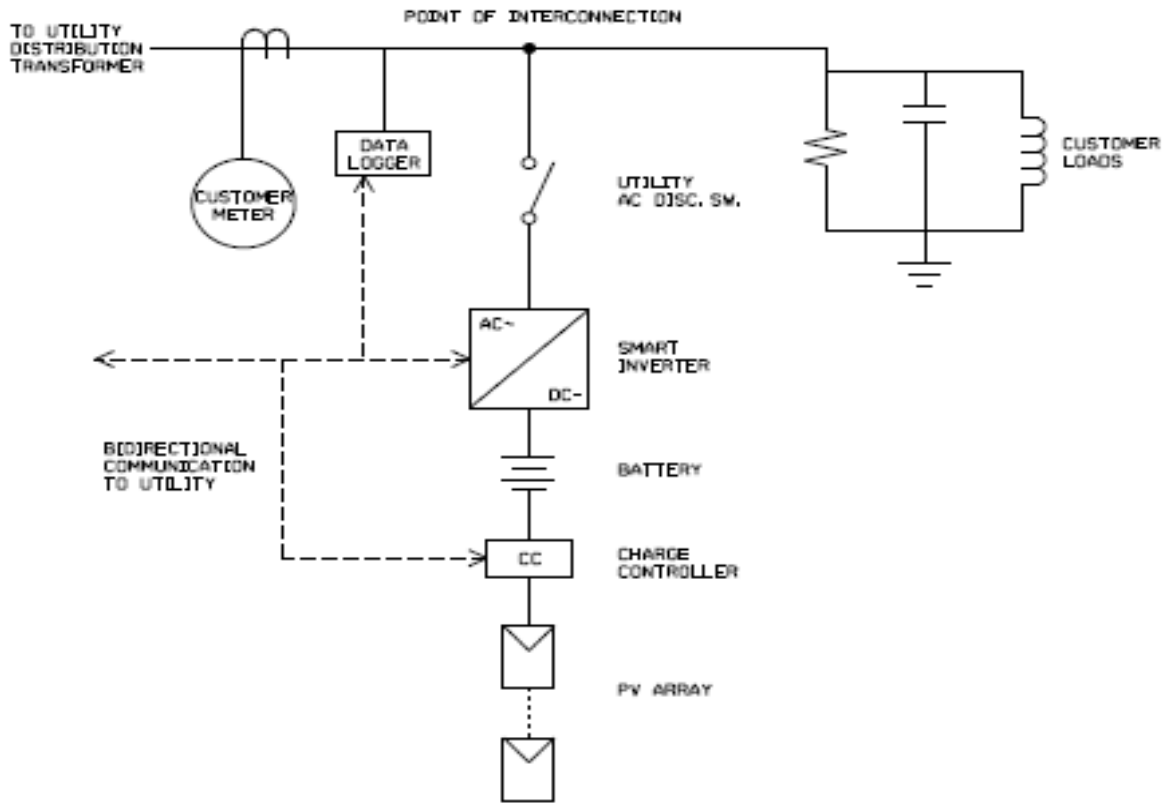 POINT OF INTERCONNECTION
TO UTILITY
DISTRIBUTION
TRANSFORMER
DATA
LOGGER
CUSTOMER
METER
CUSTOMER
LOADS
UTILITY
AC DISC. SW.
AC~
DC-
SMART
INVERTER
BIDIRECTIONAL
COMMUNICATION
TO UTILITY
BATTERY
CC
CHARGE
CONTROLLER
PV ARRAY